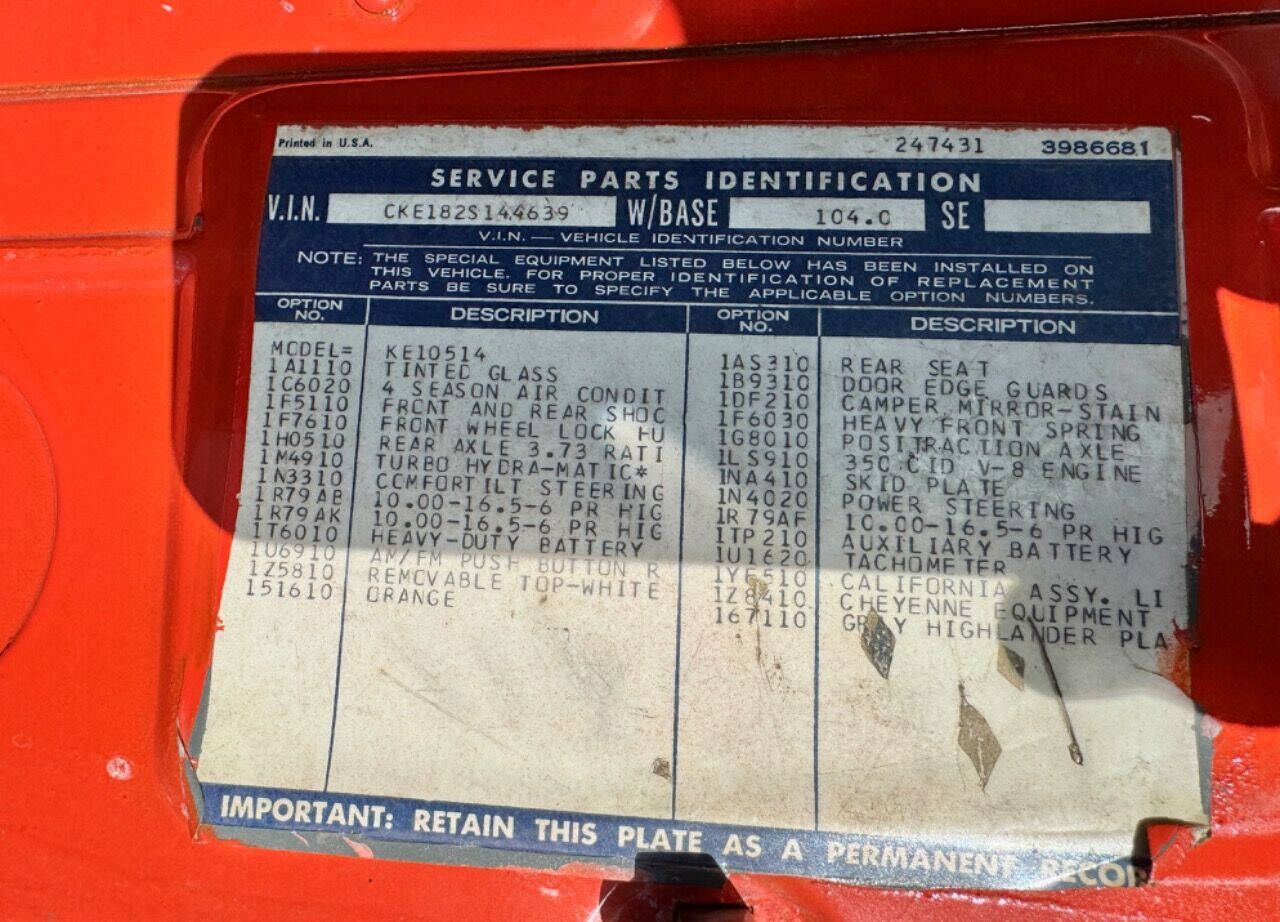 Printed in U.S.A. 247431 3986681
SERVICE PARTS IDENTIFICATION
V.I.N. CKE182S144639 W/BASE 104.0 SE
V.I.N. — VEHICLE IDENTIFICATION NUMBER
NOTE: THE SPECIAL EQUIPMENT LISTED BELOW HAS BEEN INSTALLED ON
THIS VEHICLE. FOR PROPER IDENTIFICATION OF REPLACEMENT
PARTS BE SURE TO SPECIFY THE APPLICABLE OPTION NUMBERS.
OPTION NO. DESCRIPTION
MODEL= KE10514
1A1110 TINTED GLASS
1C6020 4 SEASON AIR CONDIT
1F5110 FRONT AND REAR SHOC
1F7610 FRONT WHEEL LOCK HU
1H0510 REAR AXLE 3.73 RATI
1M4910 TURBO HYDRA-MATIC*
1N3310 COMFORTILT STEERING
1R79AB 10.00-16.5-6 PR HIG
1R79AK 10.00-16.5-6 PR HIG
1T6010 HEAVY-DUTY BATTERY
1U6910 AM/FM PUSH BUTTON R
1Z5810 REMOVABLE TOP-WHITE
151610 ORANGE
OPTION NO. DESCRIPTION
1AS310 REAR SEAT
1B9310 DOOR EDGE GUARDS
1DF210 CAMPER MIRROR-STAIN
1F6030 HEAVY FRONT SPRING
1G8010 POSITRACTION AXLE
1LS910 350 CID V-8 ENGINE
1NA410 SKID PLATE
1N4020 POWER STEERING
1R79AF 10.00-16.5-6 PR HIG
1TP210 AUXILIARY BATTERY
1U1620 TACHOMETER
1YF510 CALIFORNIA ASSY. LI
1Z8410 CHEYENNE EQUIPMENT
167110 GRAY HIGHLANDER PLA
IMPORTANT: RETAIN THIS PLATE AS A PERMANENT RECOR